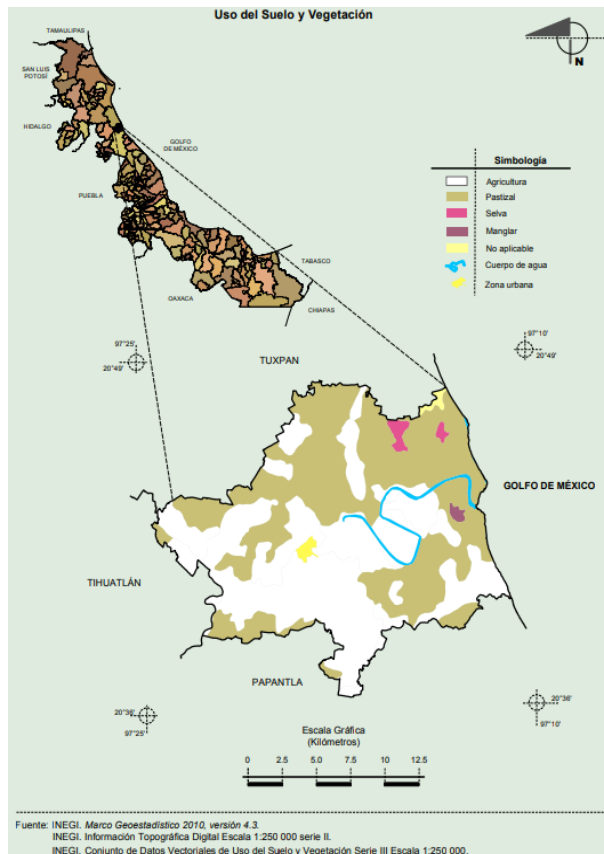 Uso del Suelo y Vegetación
TAMAULIPAS
SAN LUIS
POTOSÍ
N
HIDALGO
GOLFO
DE MÉXICO
PUEBLA
TABASCO
OAXACA
CHIAPAS
Simbología
Agricultura
Pastizal
Selva
Manglar
No aplicable
Cuerpo de agua
Zona urbana
97°25'
20°49'
97°10'
20°49'
TUXPAN
GOLFO DE MÉXICO
TIHUATLÁN
PAPANTLA
20°36'
97°25'
20°36'
97°10'
Escala Gráfica
(Kilómetros)
0 2.5 5.0 7.5 10.0 12.5
Fuente: INEGI. Marco Geoestadístico 2010, versión 4.3.
INEGI. Información Topográfica Digital Escala 1:250 000 serie II.
INEGI. Conjunto de Datos Vectoriales de Uso del Suelo y Vegetación Serie III Escala 1:250 000.